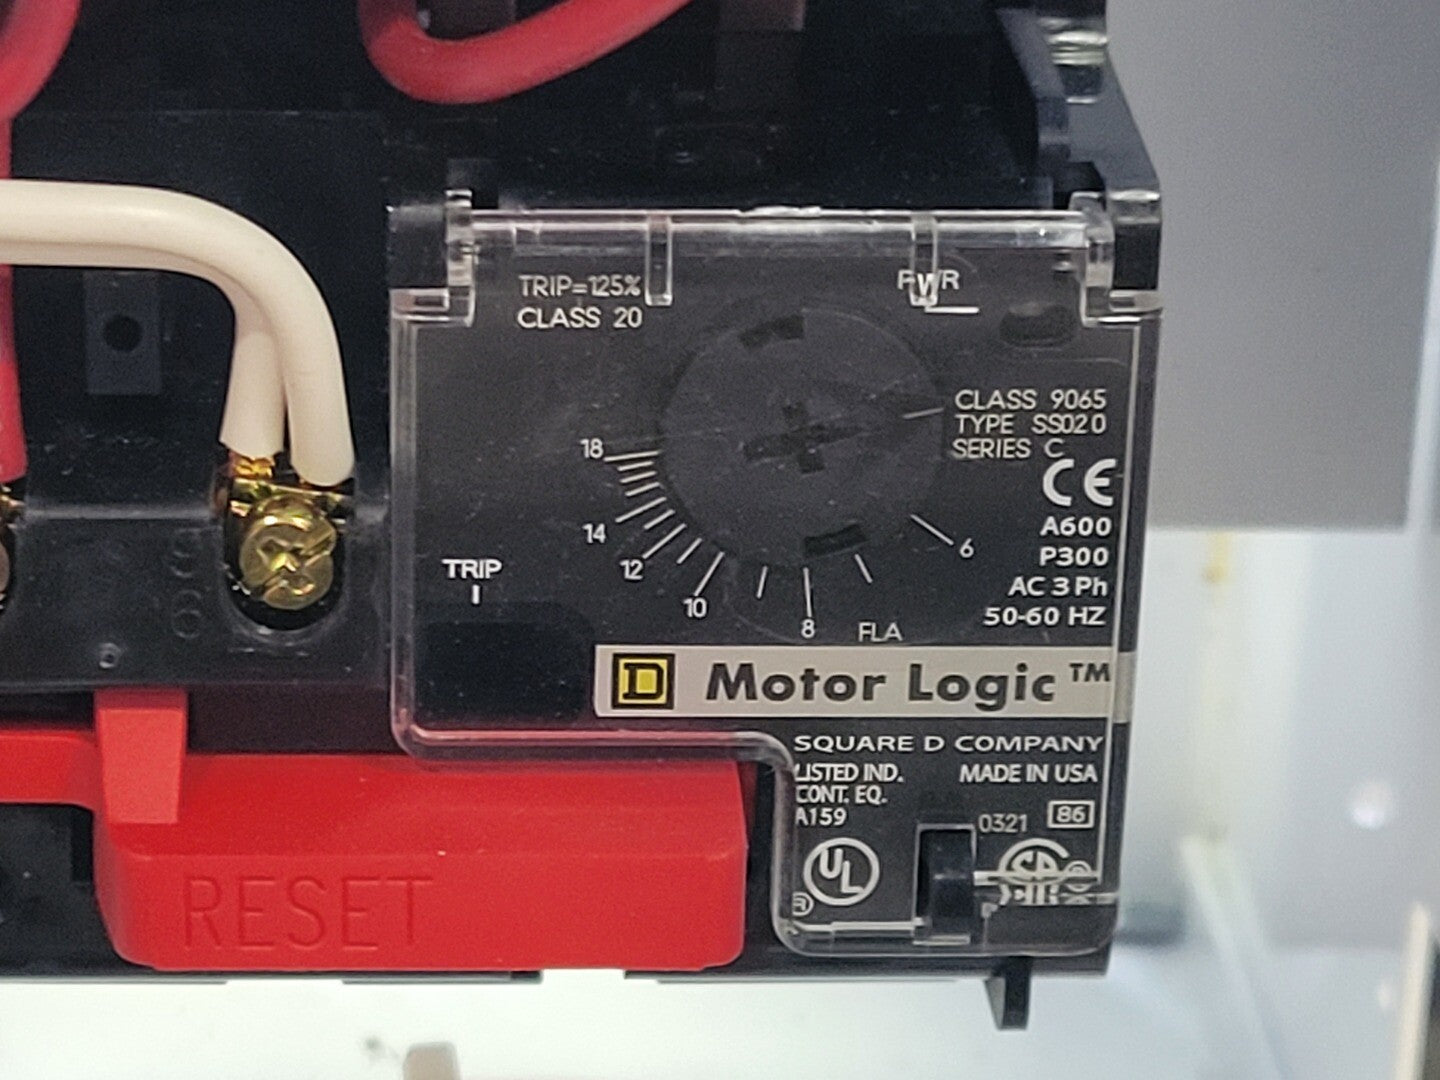 TRIP=125%
CLASS 20
PWR
CLASS 9065
TYPE SS020
SERIES C
CE
A600
P300
AC 3 Ph
50-60 HZ
18
14
12
10
8
6
FLA
TRIP
D Motor Logic™
SQUARE D COMPANY
LISTED IND.
CONT. EQ.
A159
MADE IN USA
0321 86
UL
®
RESET
96